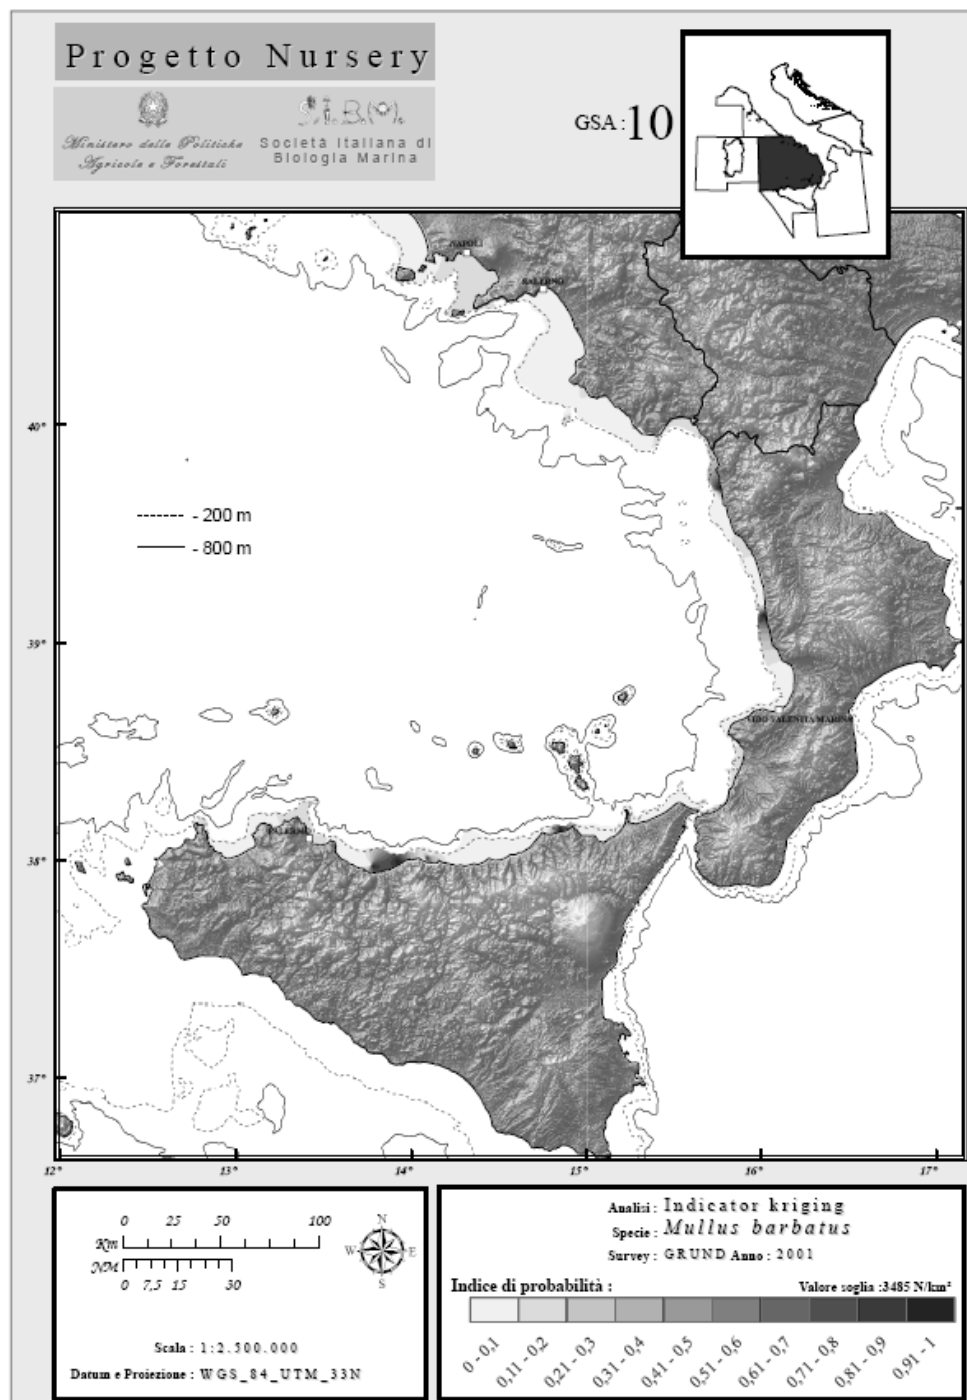 Progetto Nursery
Ministero delle Politiche
Agricole e Forestali
S.I.B.M.
Società Italiana di
Biologia Marina
GSA : 10
NAPOLI
SALERNO
40°
- 200 m
- 800 m
39°
VIBO VALENTIA MARINA
PALERMO
38°
37°
12° 13° 14° 15° 16° 17°
0 25 50 100
Km
NM
0 7,5 15 30
N
W E
S
Scala : 1:2.500.000
Datum e Proiezione : WGS_84_UTM_33N
Analisi : Indicator kriging
Specie : Mullus barbatus
Survey : GRUND Anno : 2001
Indice di probabilità : Valore soglia :3485 N/km²
0 - 0,1 0,11 - 0,2 0,21 - 0,3 0,31 - 0,4 0,41 - 0,5 0,51 - 0,6 0,61 - 0,7 0,71 - 0,8 0,81 - 0,9 0,91 - 1